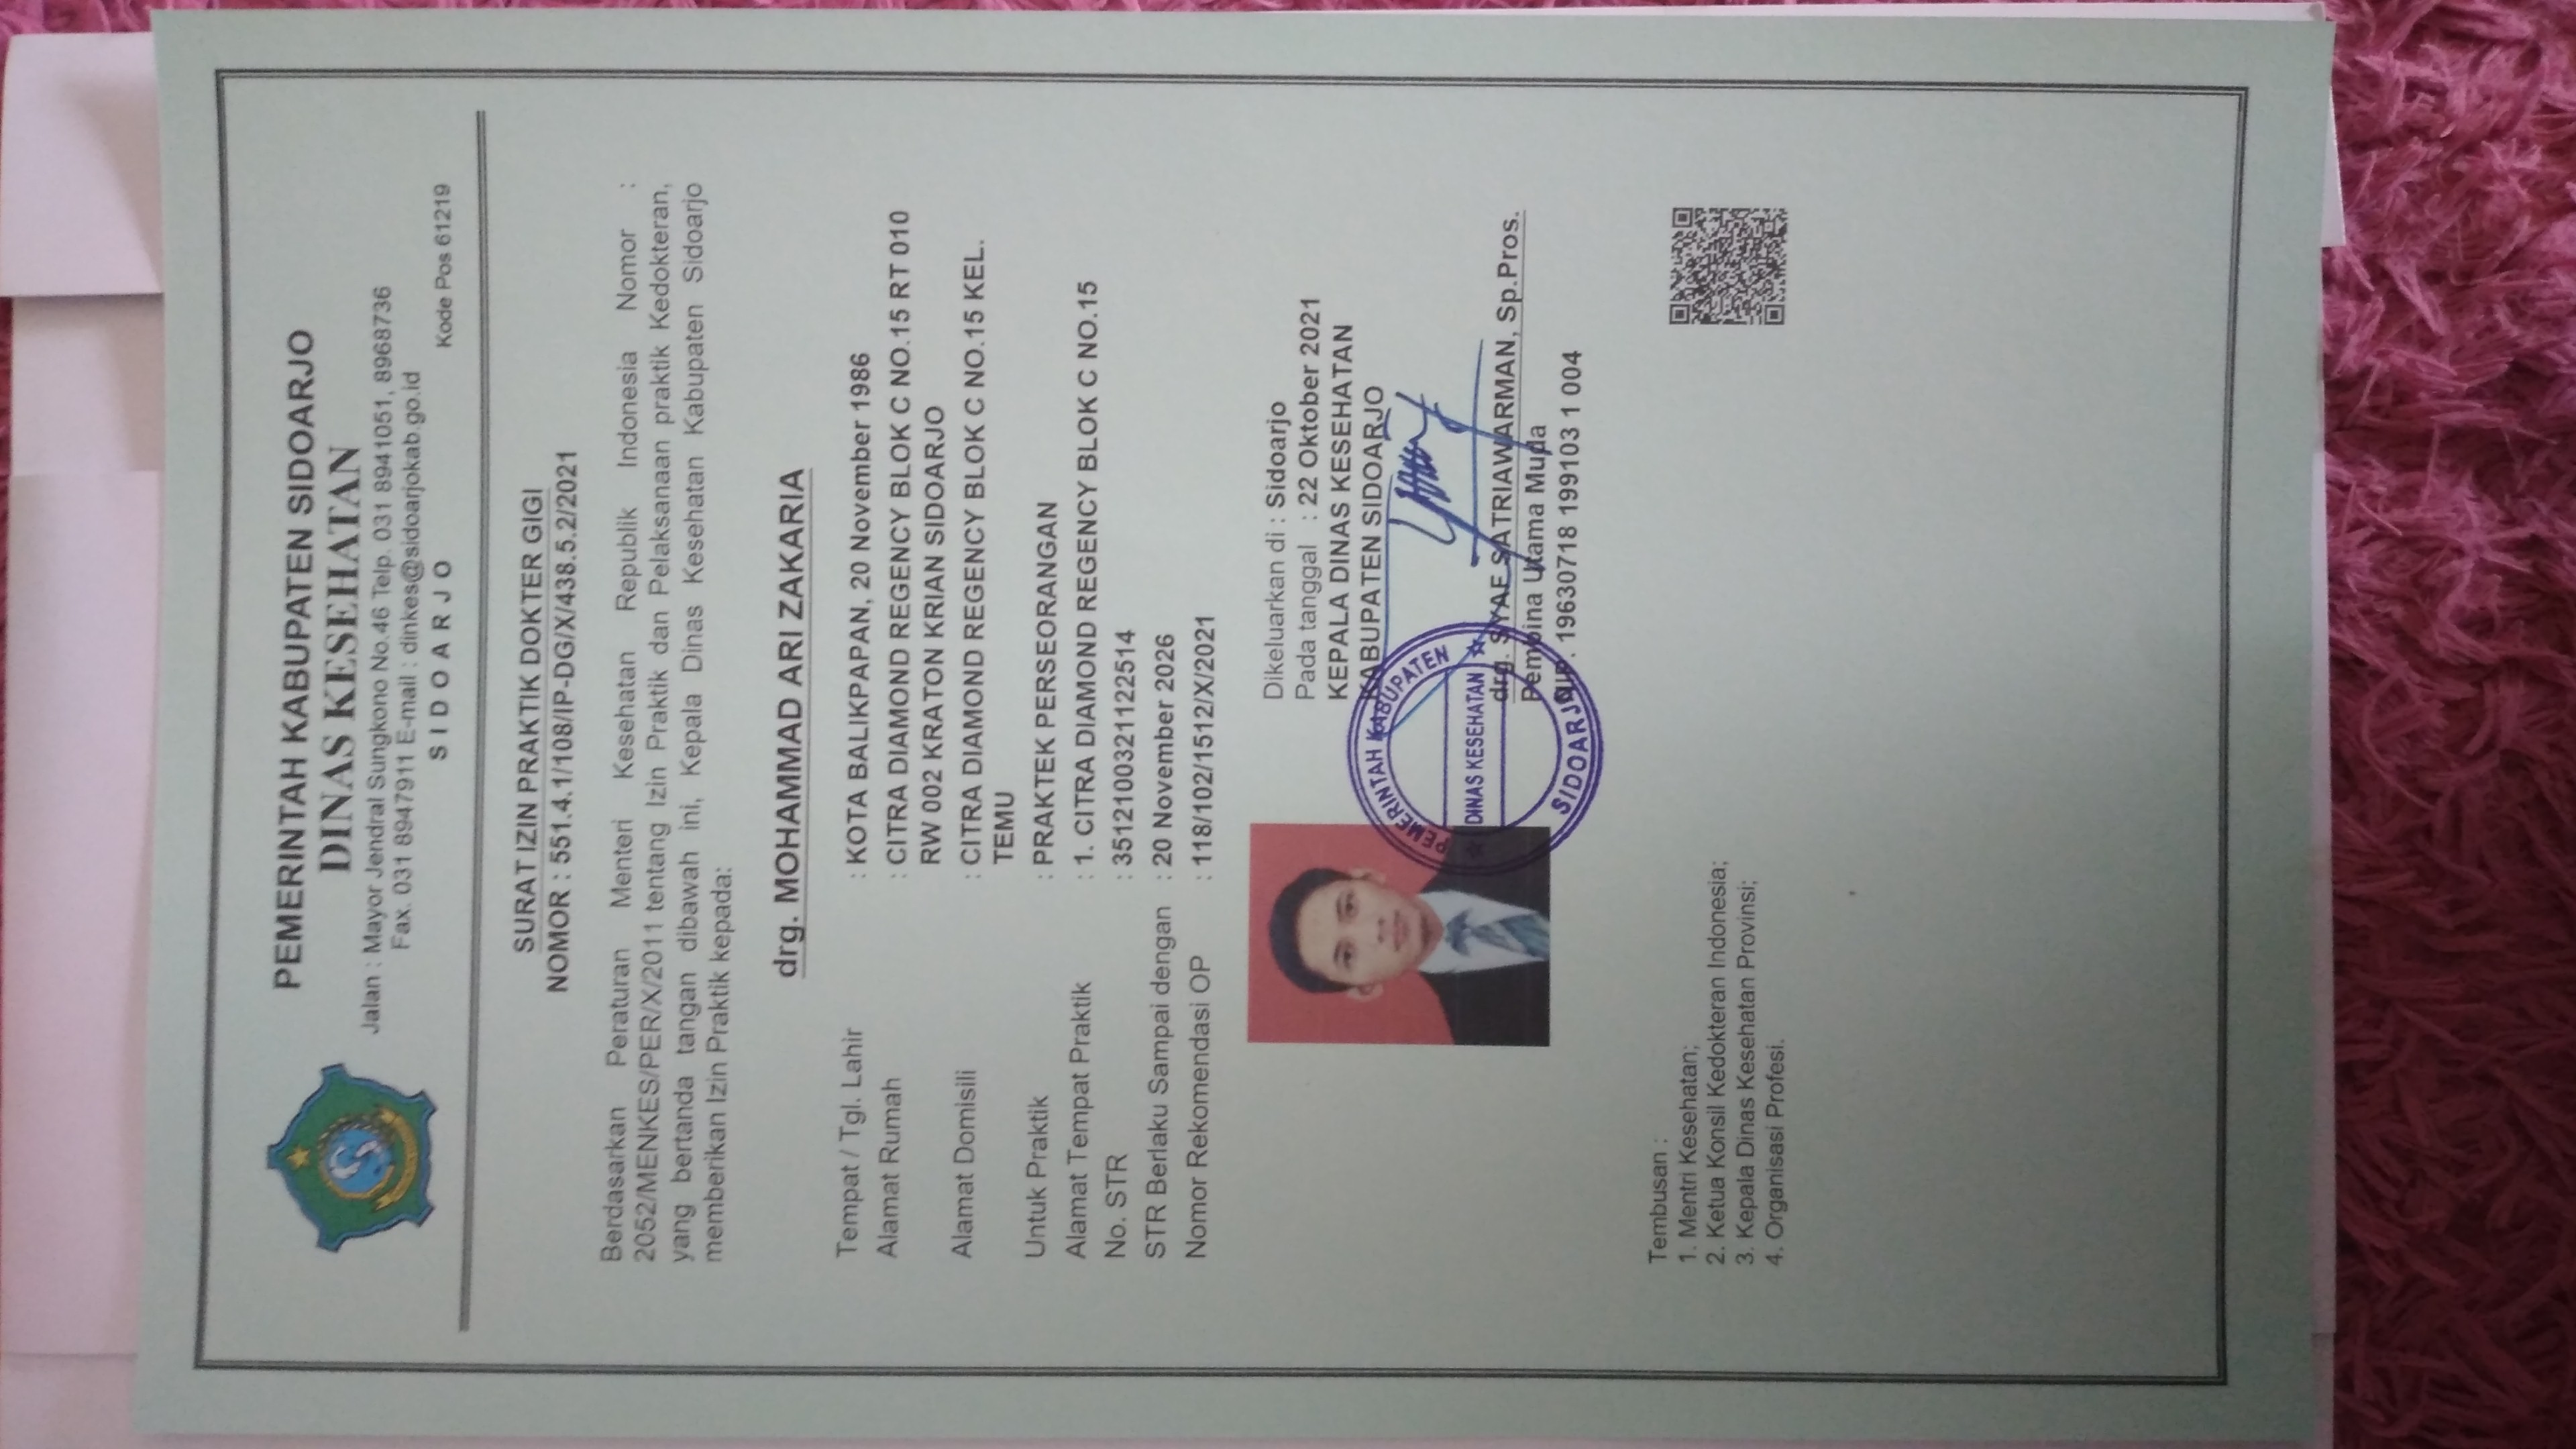 PEMERINTAH KABUPATEN SIDOARJO
DINAS KESEHATAN
Jalan : Mayor Jendral Sungkono No.46 Telp. 031 8941051, 8968736
Fax. 031 8947911 E-mail : dinkes@sidoarjokab.go.id
SIDOARJO
Kode Pos 61219
SURAT IZIN PRAKTIK DOKTER GIGI
NOMOR : 551.4.1/108/IP-DG/X/438.5.2/2021
Berdasarkan Peraturan Menteri Kesehatan Republik Indonesia Nomor :
2052/MENKES/PER/X/2011 tentang Izin Praktik dan Pelaksanaan praktik Kedokteran,
yang bertanda tangan dibawah ini, Kepala Dinas Kesehatan Kabupaten Sidoarjo
memberikan Izin Praktik kepada:
drg. MOHAMMAD ARI ZAKARIA
Tempat / Tgl. Lahir : KOTA BALIKPAPAN, 20 November 1986
Alamat Rumah : CITRA DIAMOND REGENCY BLOK C NO.15 RT 010
RW 002 KRATON KRIAN SIDOARJO
Alamat Domisili : CITRA DIAMOND REGENCY BLOK C NO.15 KEL.
TEMU
Untuk Praktik : PRAKTEK PERSEORANGAN
Alamat Tempat Praktik : 1. CITRA DIAMOND REGENCY BLOK C NO.15
No. STR : 3512100321122514
STR Berlaku Sampai dengan : 20 November 2026
Nomor Rekomendasi OP : 118/102/1512/X/2021
Dikeluarkan di : Sidoarjo
Pada tanggal : 22 Oktober 2021
KEPALA DINAS KESEHATAN
KABUPATEN SIDOARJO
PEMERINTAH KABUPATEN
DINAS KESEHATAN
SIDOARJO
drg. SYAF SATRIAWARMAN, Sp.Pros.
Pembina Utama Muda
NIP. 19630718 199103 1 004
Tembusan :
1. Mentri Kesehatan;
2. Ketua Konsil Kedokteran Indonesia;
3. Kepala Dinas Kesehatan Provinsi;
4. Organisasi Profesi.